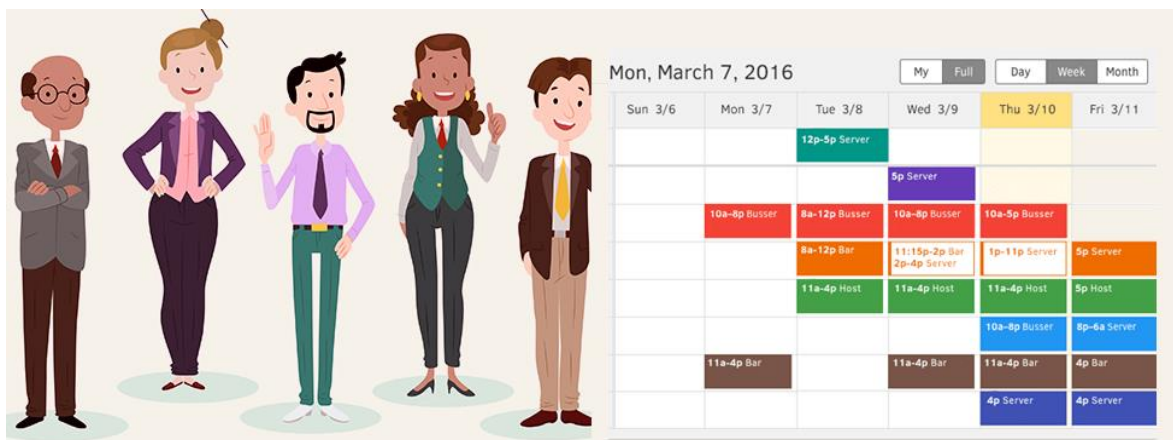 Mon, March 7, 2016
My Full Day Week Month
Sun 3/6 Mon 3/7 Tue 3/8 Wed 3/9 Thu 3/10 Fri 3/11
12p-5p Server
5p Server
10a-8p Busser 8a-12p Busser 10a-8p Busser 10a-5p Busser
8a-12p Bar 11:15p-2p Bar 1p-11p Server 5p Server
2p-4p Server
11a-4p Host 11a-4p Host 11a-4p Host 5p Host
10a-8p Busser 8p-6a Server
11a-4p Bar 11a-4p Bar 11a-4p Bar 4p Bar
4p Server 4p Server